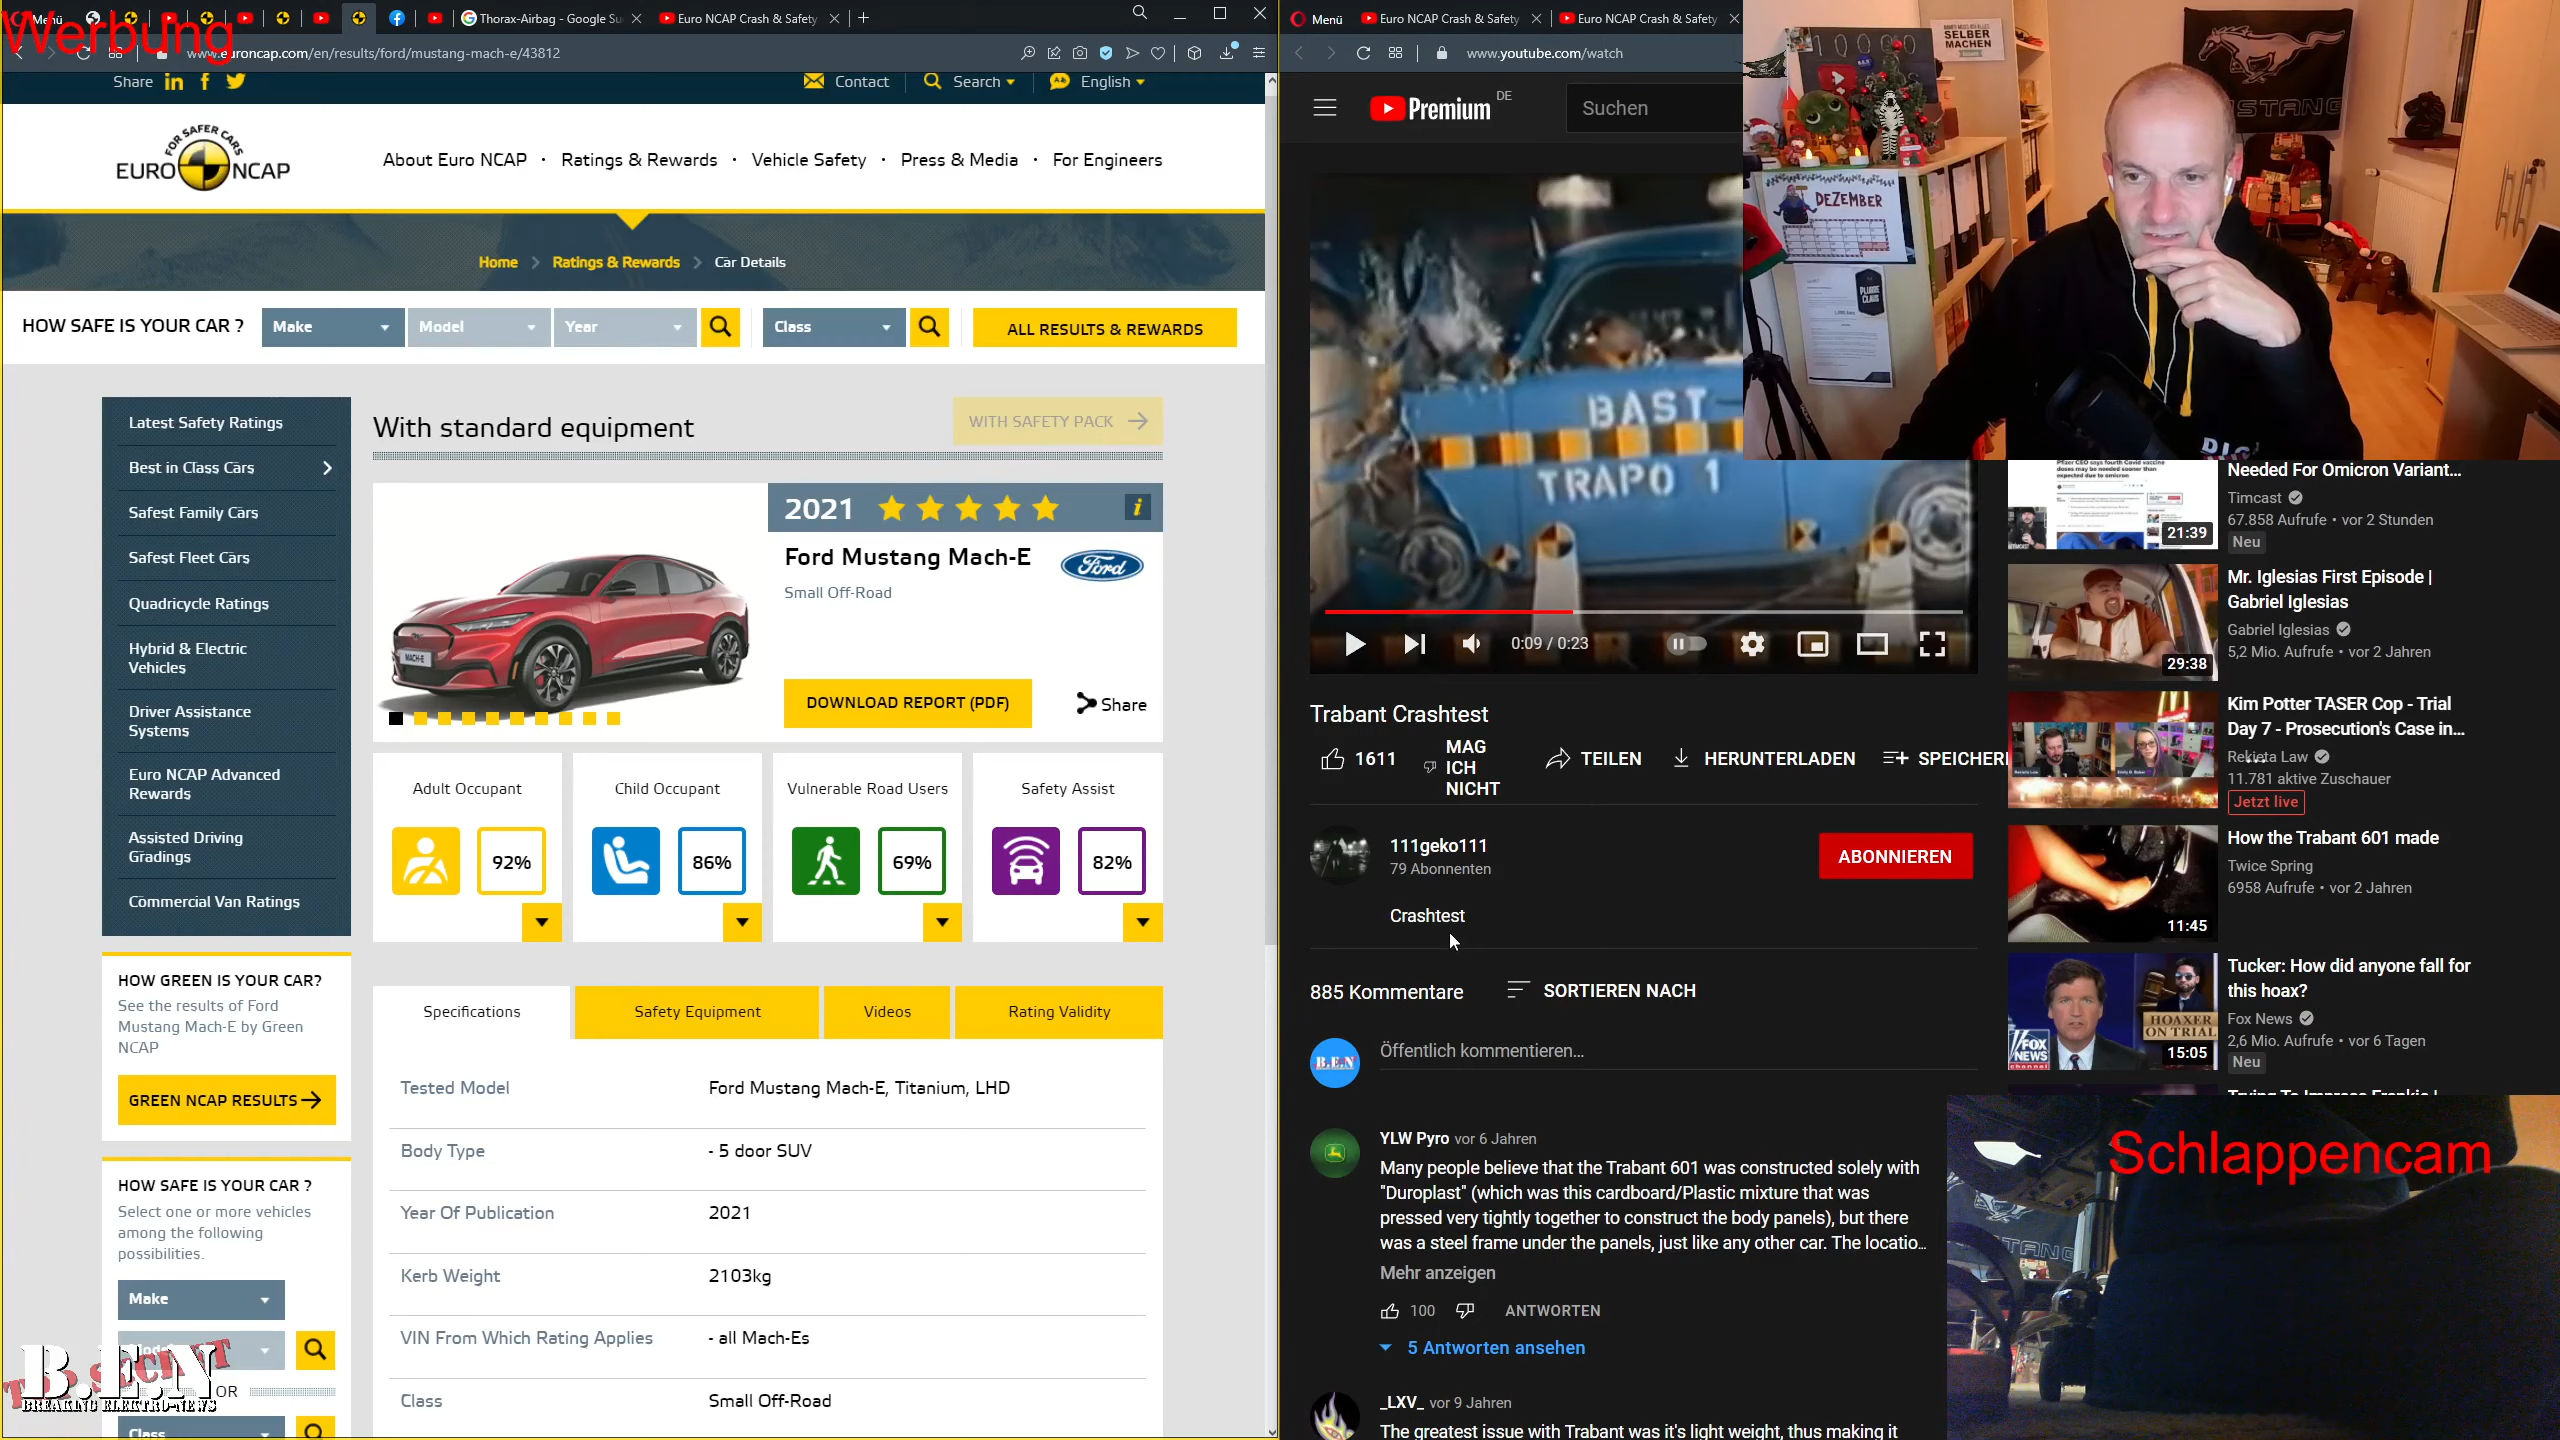 Werbung
Menü
Thorax-Airbag - Google Su
Euro NCAP Crash & Safety
www.euroncap.com/en/results/ford/mustang-mach-e/43812
Share
Contact
Search
English
FOR SAFER CARS
EURO NCAP
About Euro NCAP · Ratings & Rewards · Vehicle Safety · Press & Media · For Engineers
Home > Ratings & Rewards > Car Details
HOW SAFE IS YOUR CAR ?
Make
Model
Year
Class
ALL RESULTS & REWARDS
Latest Safety Ratings
Best in Class Cars
Safest Family Cars
Safest Fleet Cars
Quadricycle Ratings
Hybrid & Electric
Vehicles
Driver Assistance
Systems
Euro NCAP Advanced
Rewards
Assisted Driving
Gradings
Commercial Van Ratings
HOW GREEN IS YOUR CAR?
See the results of Ford
Mustang Mach-E by Green
NCAP
GREEN NCAP RESULTS
HOW SAFE IS YOUR CAR ?
Select one or more vehicles
among the following
possibilities.
Make
OR
Class
B.E.N
BREAKING ELEKTRO-NEWS
With standard equipment
WITH SAFETY PACK
2021
i
Ford Mustang Mach-E
Ford
Small Off-Road
MACH-E
DOWNLOAD REPORT (PDF)
Share
Adult Occupant
92%
Child Occupant
86%
Vulnerable Road Users
69%
Safety Assist
82%
Specifications
Safety Equipment
Videos
Rating Validity
Tested Model Ford Mustang Mach-E, Titanium, LHD
Body Type - 5 door SUV
Year Of Publication 2021
Kerb Weight 2103kg
VIN From Which Rating Applies - all Mach-Es
Class Small Off-Road
Menü
Euro NCAP Crash & Safety
Euro NCAP Crash & Safety
www.youtube.com/watch
Premium DE
Suchen
BAST
TRAPO 1
0:09 / 0:23
Trabant Crashtest
1611
MAG
ICH
NICHT
TEILEN
HERUNTERLADEN
SPEICHERN
111geko111
79 Abonnenten
ABONNIEREN
Crashtest
885 Kommentare
SORTIEREN NACH
B.E.N
Öffentlich kommentieren...
YLW Pyro vor 6 Jahren
Many people believe that the Trabant 601 was constructed solely with
"Duroplast" (which was this cardboard/Plastic mixture that was
pressed very tightly together to construct the body panels), but there
was a steel frame under the panels, just like any other car. The locatio...
Mehr anzeigen
100
ANTWORTEN
5 Antworten ansehen
_LXV_ vor 9 Jahren
The greatest issue with Trabant was it's light weight, thus making it
SELBER
MACHEN
DEZEMBER
MUSTANG
Needed For Omicron Variant...
Timcast
67.858 Aufrufe • vor 2 Stunden
Neu
21:39
Mr. Iglesias First Episode |
Gabriel Iglesias
Gabriel Iglesias
5,2 Mio. Aufrufe • vor 2 Jahren
29:38
Kim Potter TASER Cop - Trial
Day 7 - Prosecution's Case in...
Rekieta Law
11.781 aktive Zuschauer
Jetzt live
How the Trabant 601 made
Twice Spring
6958 Aufrufe • vor 2 Jahren
11:45
Tucker: How did anyone fall for
this hoax?
Fox News
2,6 Mio. Aufrufe • vor 6 Tagen
Neu
HOAXER
ON TRIAL
FOX
NEWS
channel
15:05
Schlappencam